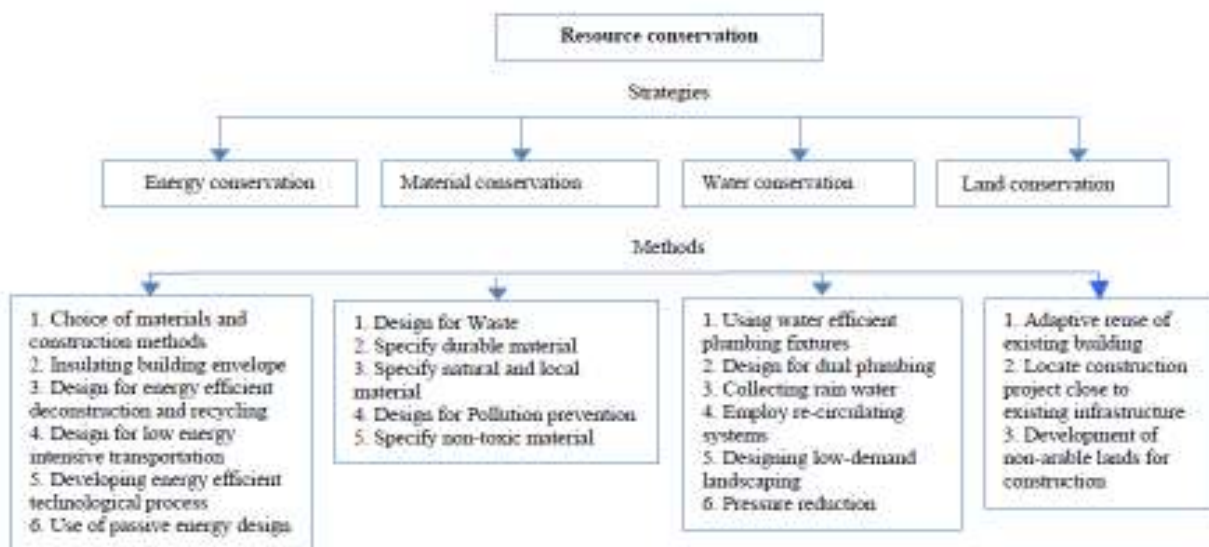 Resource conservation
Strategies
Energy conservation
Material conservation
Water conservation
Land conservation
Methods
1. Choice of materials and
construction methods
2. Insulating building envelope
3. Design for energy efficient
deconstruction and recycling
4. Design for low energy
intensive transportation
5. Developing energy efficient
technological process
6. Use of passive energy design
1. Design for Waste
2. Specify durable material
3. Specify natural and local
material
4. Design for Pollution prevention
5. Specify non-toxic material
1. Using water efficient
plumbing fixtures
2. Design for dual plumbing
3. Collecting rain water
4. Employ re-circulating
systems
5. Designing low-demand
landscaping
6. Pressure reduction
1. Adaptive reuse of
existing building
2. Locate construction
project close to
existing infrastructure
3. Development of
non-arable lands for
construction